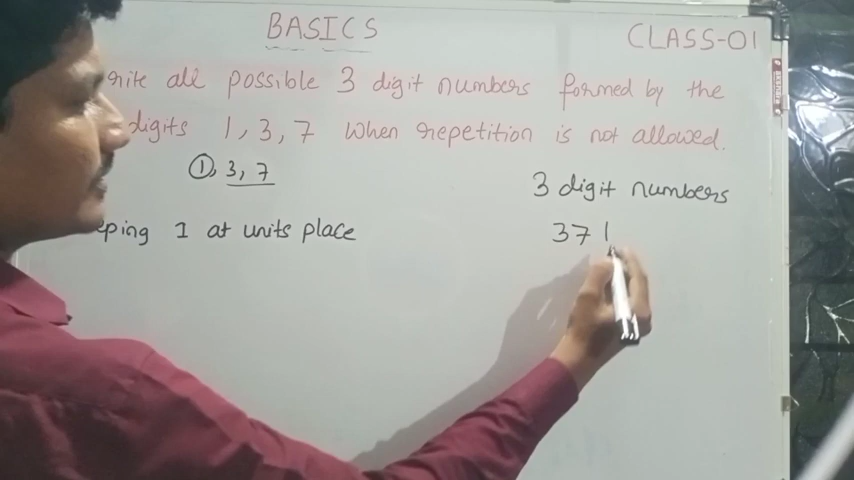 BASICS
CLASS-01
rite all possible 3 digit numbers formed by the
digits 1, 3, 7 when repetition is not allowed.
1, 3, 7
3 digit numbers
eping 1 at units place
371